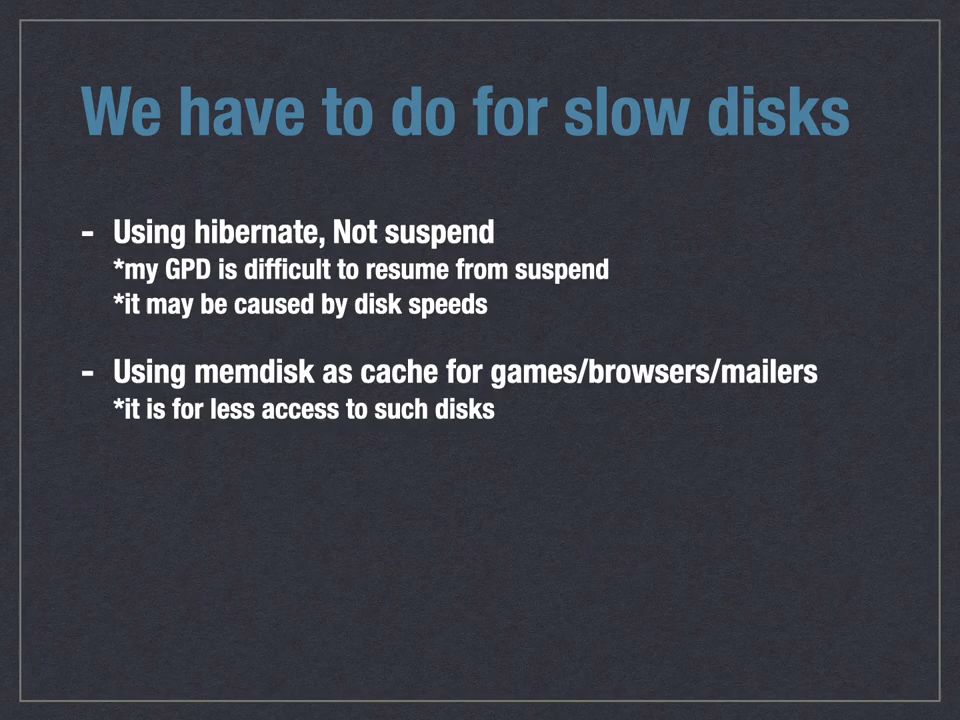 We have to do for slow disks
- Using hibernate, Not suspend
*my GPD is difficult to resume from suspend
*it may be caused by disk speeds
- Using memdisk as cache for games/browsers/mailers
*it is for less access to such disks